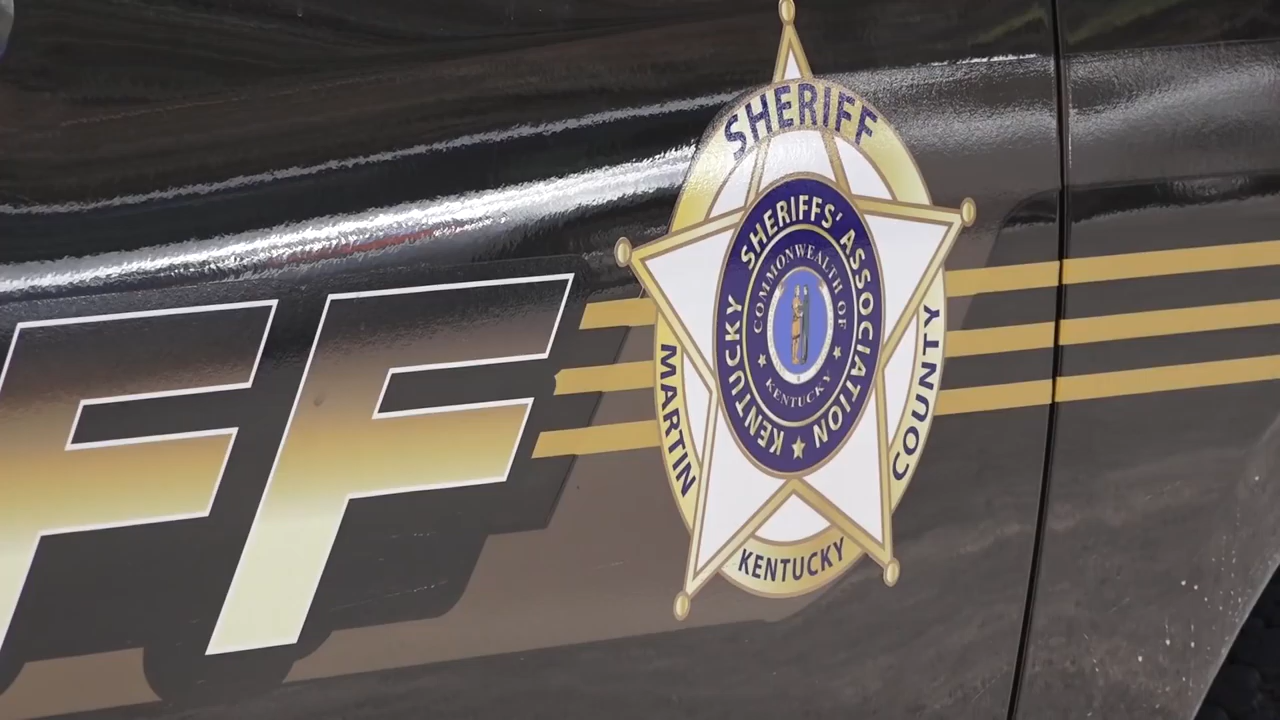 FF
SHERIFF
MARTIN
COUNTY
KENTUCKY
KENTUCKY SHERIFFS' ASSOCIATION
COMMONWEALTH OF
KENTUCKY